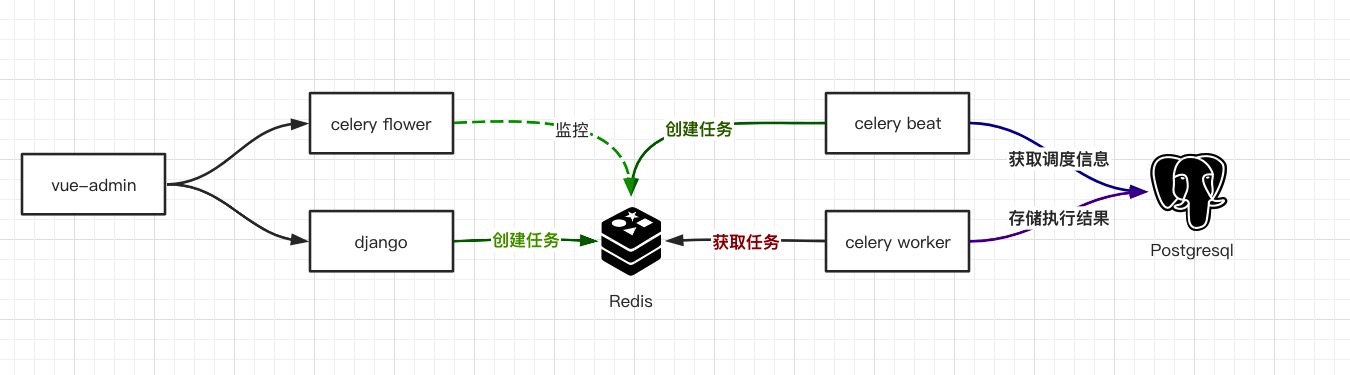 vue-admin
celery flower
django
监控
创建任务
创建任务
Redis
获取任务
celery beat
celery worker
获取调度信息
存储执行结果
Postgresql